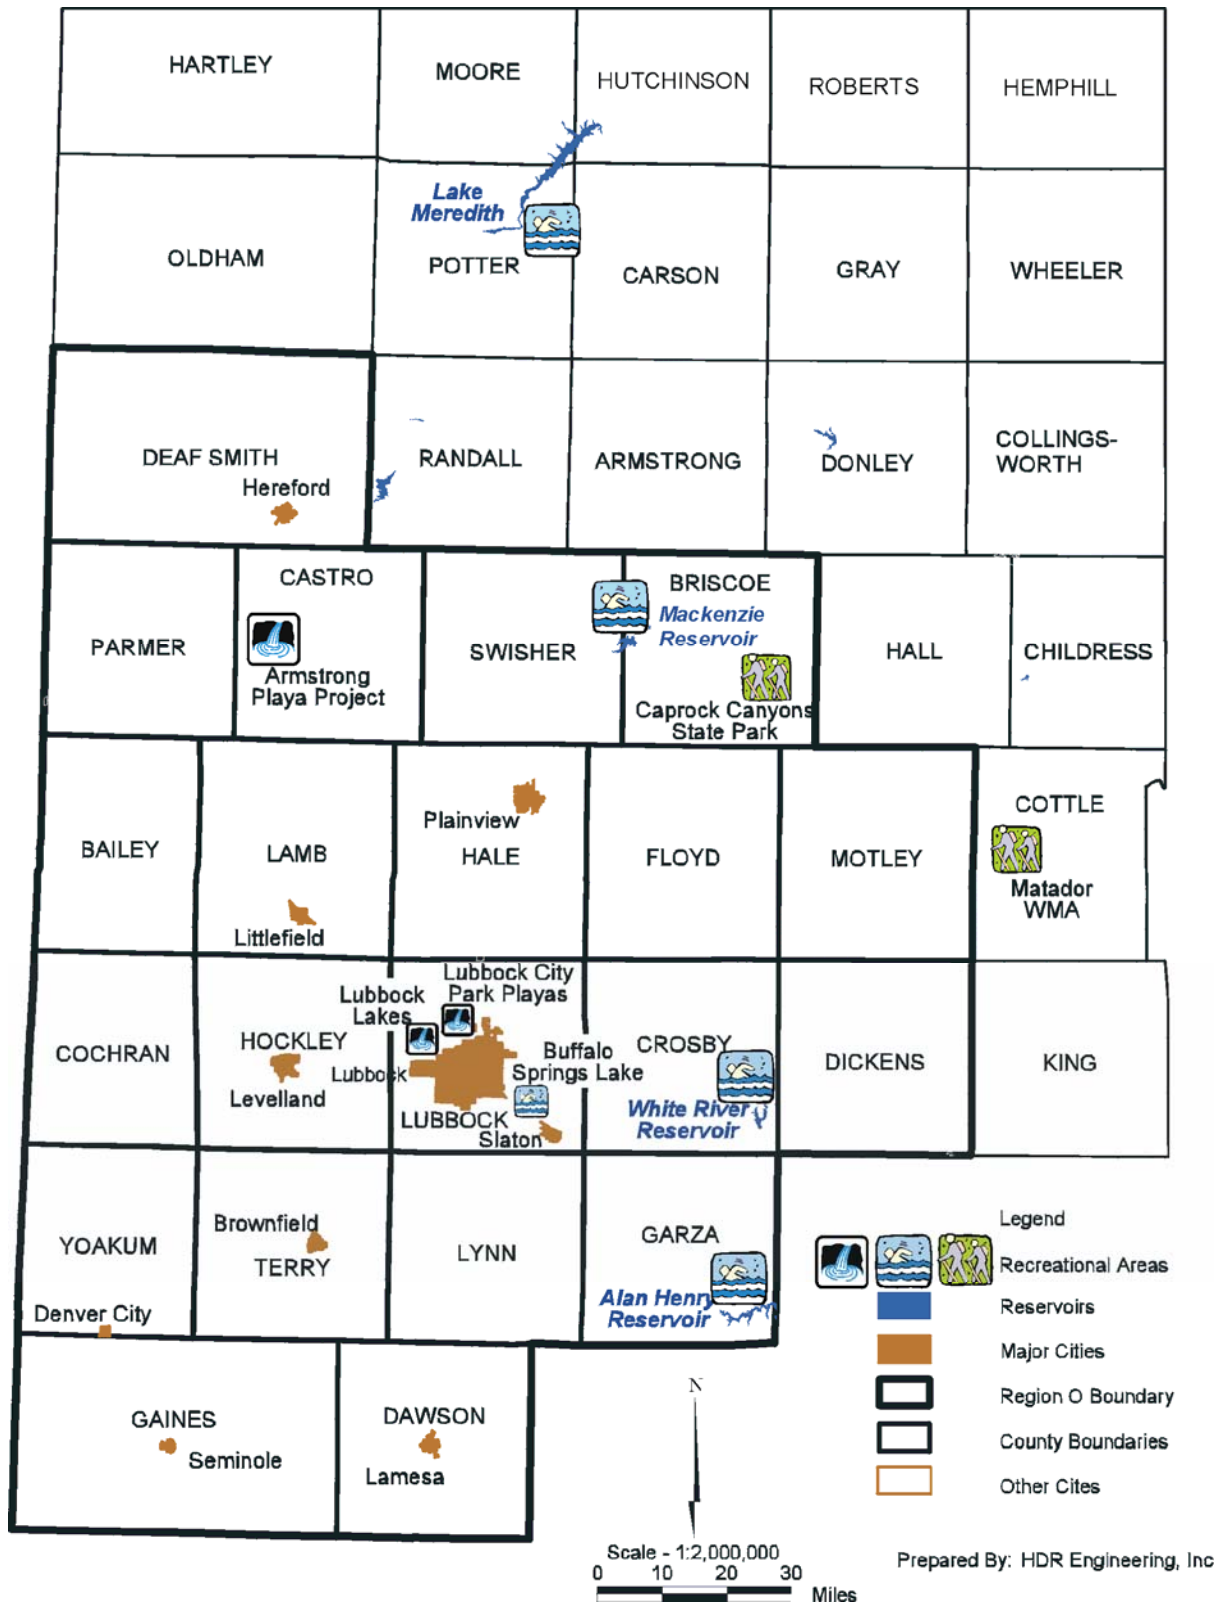 HARTLEY
MOORE
HUTCHINSON
ROBERTS
HEMPHILL
Lake
Meredith
OLDHAM
POTTER
CARSON
GRAY
WHEELER
DEAF SMITH
Hereford
RANDALL
ARMSTRONG
DONLEY
COLLINGS-
WORTH
PARMER
CASTRO
Armstrong
Playa Project
SWISHER
BRISCOE
Mackenzie
Reservoir
Caprock Canyons
State Park
HALL
CHILDRESS
BAILEY
LAMB
Littlefield
Plainview
HALE
FLOYD
MOTLEY
COTTLE
Matador
WMA
COCHRAN
HOCKLEY
Levelland
Lubbock
Lakes
Lubbock City
Park Playas
Lubbock
Buffalo
Springs Lake
LUBBOCK
Slaton
CROSBY
White River
Reservoir
DICKENS
KING
YOAKUM
Denver City
Brownfield
TERRY
LYNN
GARZA
Alan Henry
Reservoir
GAINES
Seminole
DAWSON
Lamesa
Legend
Recreational Areas
Reservoirs
Major Cities
Region O Boundary
County Boundaries
Other Cites
N
Scale - 1:2,000,000
0 10 20 30
Miles
Prepared By: HDR Engineering, Inc